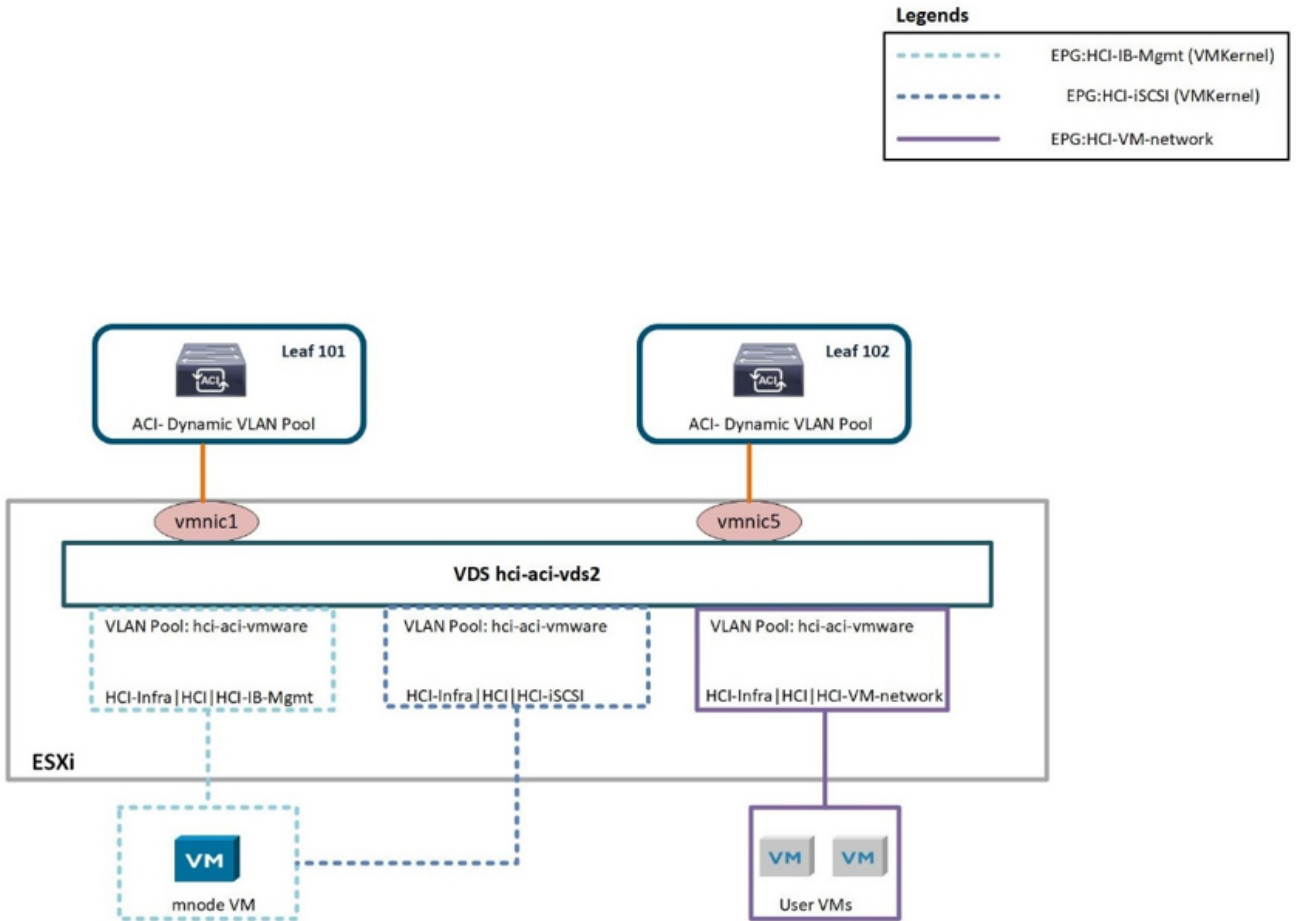 Legends
EPG:HCI-IB-Mgmt (VMKernel)
EPG:HCI-iSCSI (VMKernel)
EPG:HCI-VM-network
Leaf 101
ACI
ACI- Dynamic VLAN Pool
Leaf 102
ACI
ACI- Dynamic VLAN Pool
vmnic1
vmnic5
VDS hci-aci-vds2
VLAN Pool: hci-aci-vmware
HCI-Infra|HCI|HCI-IB-Mgmt
VLAN Pool: hci-aci-vmware
HCI-Infra|HCI|HCI-iSCSI
VLAN Pool: hci-aci-vmware
HCI-Infra|HCI|HCI-VM-network
ESXi
VM
mnode VM
VM
VM
User VMs